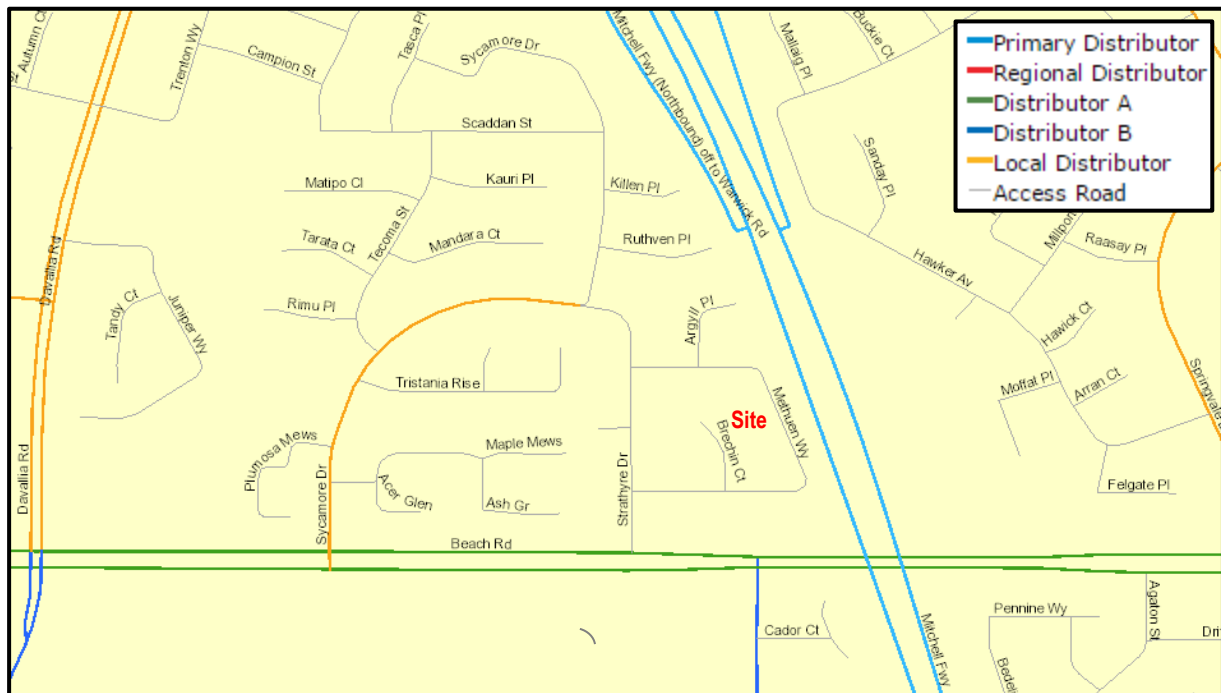 Autumn Ct
Trenton Wy
Campion St
Tasca Pl
Sycamore Dr
Mitchell Fwy (Northbound) off to Warwick Rd
Mallaig Pl
Buckie Ct
Primary Distributor
Regional Distributor
Distributor A
Distributor B
Local Distributor
Access Road
Scaddan St
Sanday Pl
Matipo Cl
Kauri Pl
Killen Pl
Tecoma St
Tarata Ct
Mandara Ct
Ruthven Pl
Raasay Pl
Davallia Rd
Hawker Av
Tandy Ct
Juniper Wy
Rimu Pl
Argyll Pl
Hawick Ct
Moffat Pl
Arran Ct
Tristania Rise
Methuen Wy
Site
Brechin Ct
Plumosa Mews
Maple Mews
Davallia Rd
Sycamore Dr
Acer Glen
Ash Gr
Strathyre Dr
Felgate Pl
Beach Rd
Agaton St
Pennine Wy
Cador Ct
Mitchell Fwy